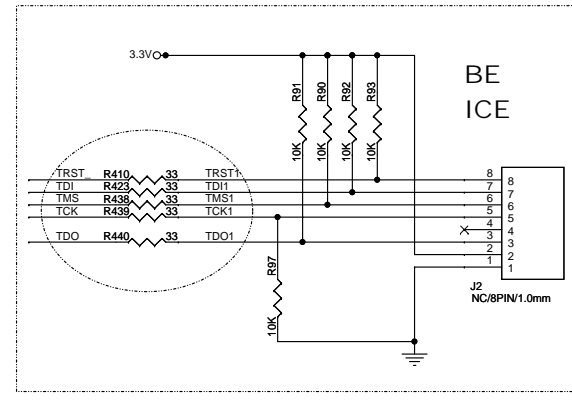 3.3V
BE
ICE
R91
R90
R92
R93
10K
10K
10K
10K
TRST_ R410 33 TRST1
TDI R423 33 TDI1
TMS R438 33 TMS1
TCK R439 33 TCK1
TDO R440 33 TDO1
8 8
7 7
6 6
5 5
4 4
3 3
2 2
1 1
R97
10K
J2
NC/8PIN/1.0mm